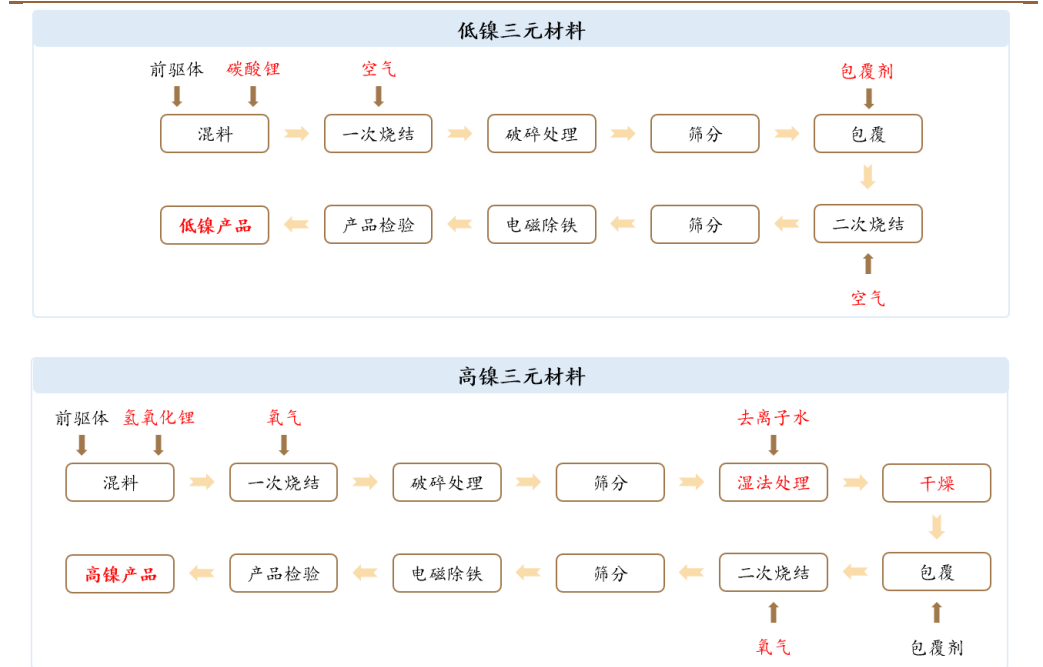 低镍三元材料
前驱体 碳酸锂 空气 包覆剂
混料 一次烧结 破碎处理 筛分 包覆
低镍产品 产品检验 电磁除铁 筛分 二次烧结
空气
高镍三元材料
前驱体 氢氧化锂 氧气 去离子水
混料 一次烧结 破碎处理 筛分 湿法处理 干燥
高镍产品 产品检验 电磁除铁 筛分 二次烧结 包覆
氧气 包覆剂